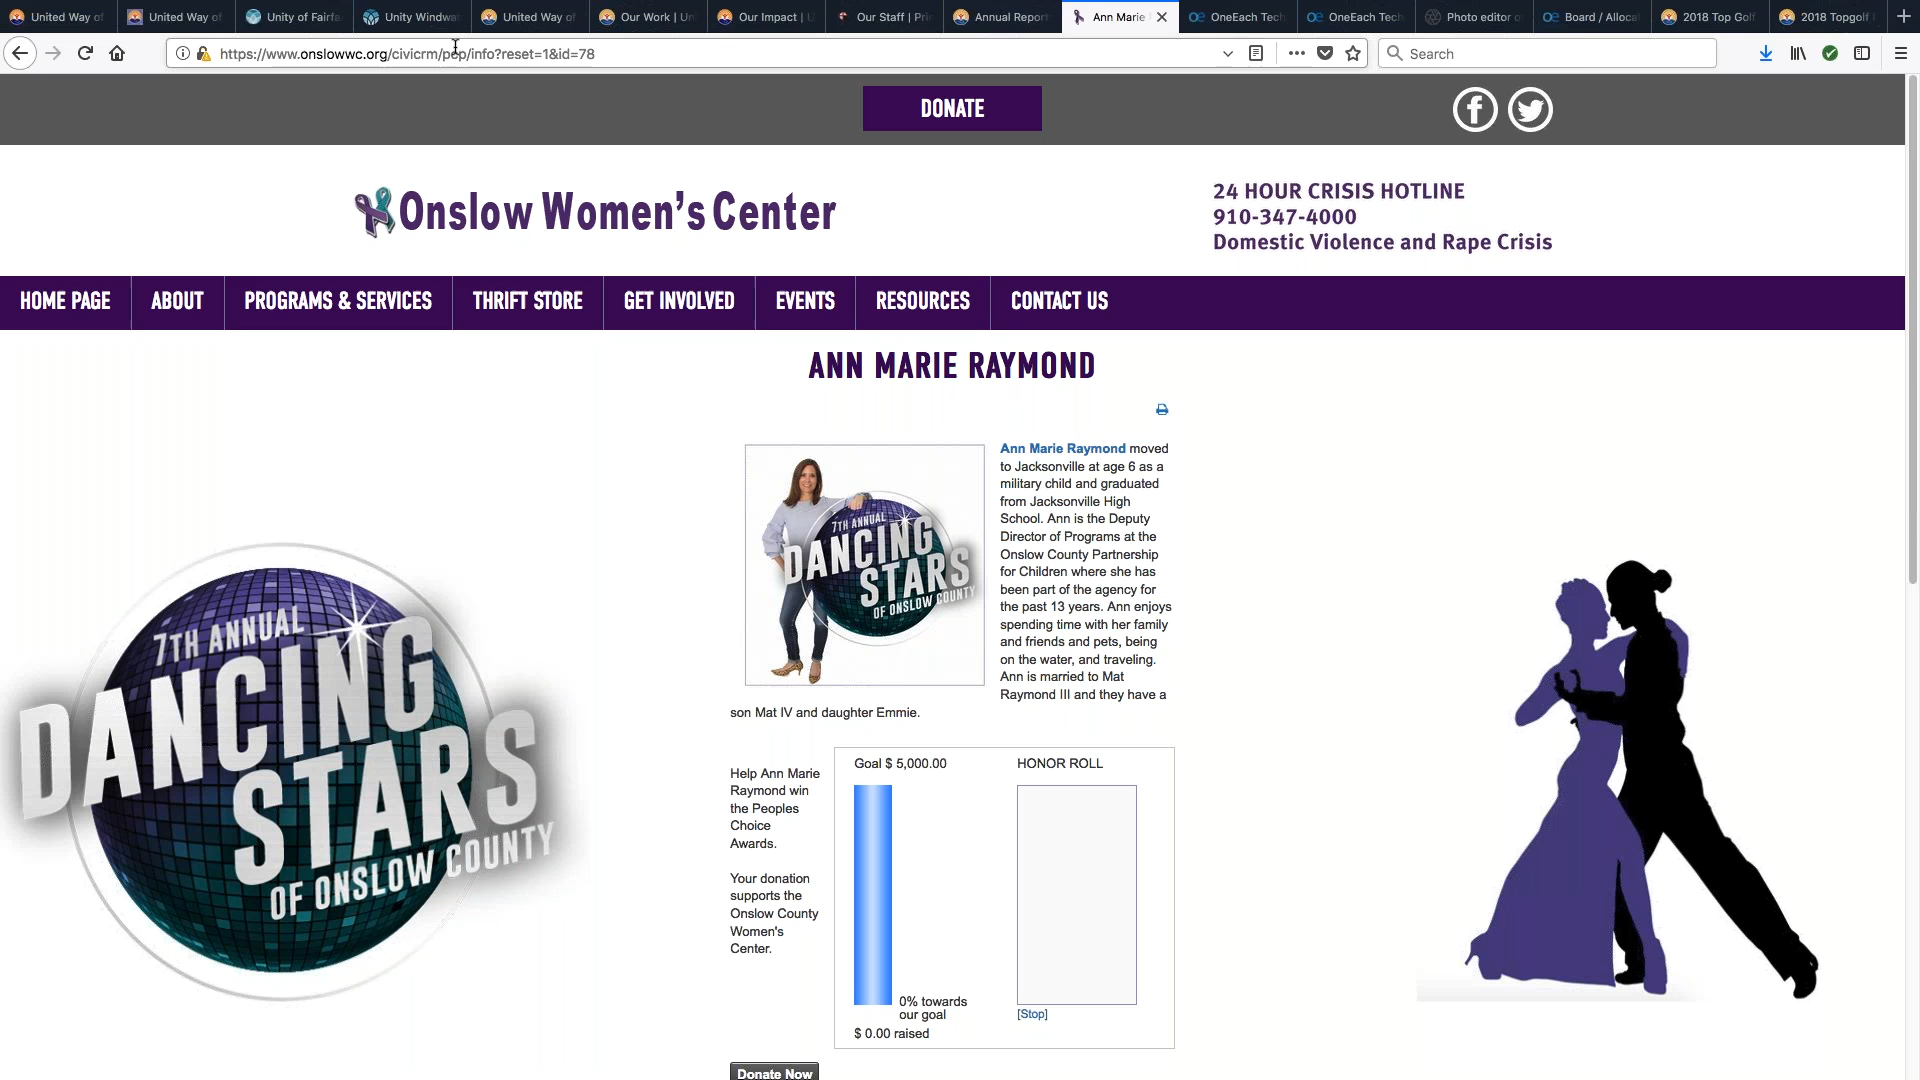 United Way of
United Way of
Unity of Fairfa
Unity Windwa
United Way of
Our Work | Un
Our Impact | U
Our Staff | Pri
Annual Report
Ann Marie
OneEach Tech
OneEach Tech
Photo editor o
Board / Alloca
2018 Top Golf
2018 Topgolf
https://www.onslowwc.org/civicrm/pcp/info?reset=1&id=78
Search
DONATE
Onslow Women's Center
24 HOUR CRISIS HOTLINE
910-347-4000
Domestic Violence and Rape Crisis
HOME PAGE
ABOUT
PROGRAMS & SERVICES
THRIFT STORE
GET INVOLVED
EVENTS
RESOURCES
CONTACT US
ANN MARIE RAYMOND
7TH ANNUAL
DANCING
STARS
OF ONSLOW COUNTY
Ann Marie Raymond moved
to Jacksonville at age 6 as a
military child and graduated
from Jacksonville High
School. Ann is the Deputy
Director of Programs at the
Onslow County Partnership
for Children where she has
been part of the agency for
the past 13 years. Ann enjoys
spending time with her family
and friends and pets, being
on the water, and traveling.
Ann is married to Mat
Raymond III and they have a
son Mat IV and daughter Emmie.
7TH ANNUAL
DANCING
STARS
OF ONSLOW COUNTY
Help Ann Marie
Raymond win
the Peoples
Choice
Awards.
Your donation
supports the
Onslow County
Women's
Center.
Goal $ 5,000.00
HONOR ROLL
0% towards
our goal
[Stop]
$ 0.00 raised
Donate Now